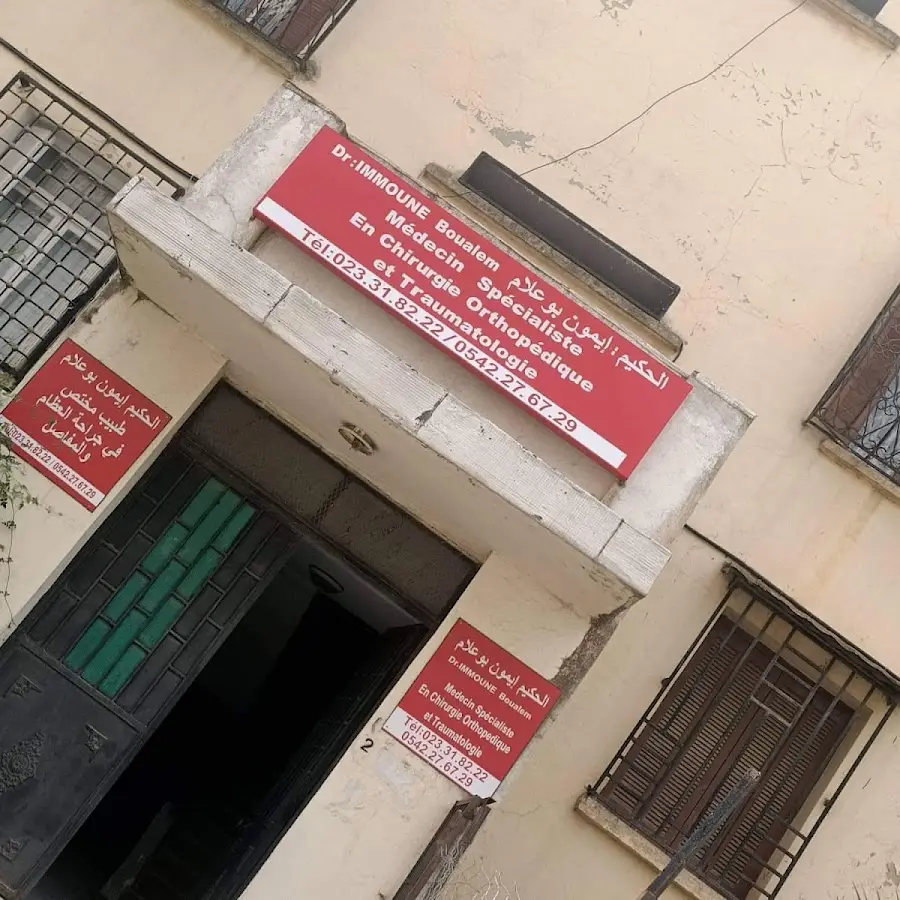 Dr:IMMOUNE Boualem
الحكيم : إيمون بوعلام
Médecin Spécialiste
En Chirurgie Orthopédique
et Traumatologie
Tél:023.31.82.22 / 0542.27.67.29
الحكيم إيمون بوعلام
طبيب مختص
في جراحة العظام
والمفاصل
023.31.82.22 / 0542.27.67.29
الحكيم إيمون بوعلام
Dr.IMMOUNE Boualem
Medecin Spécialiste
En Chirurgie Orthopedique
et Traumatologie
Tél:023.31.82.22
0542.27.67.29
2